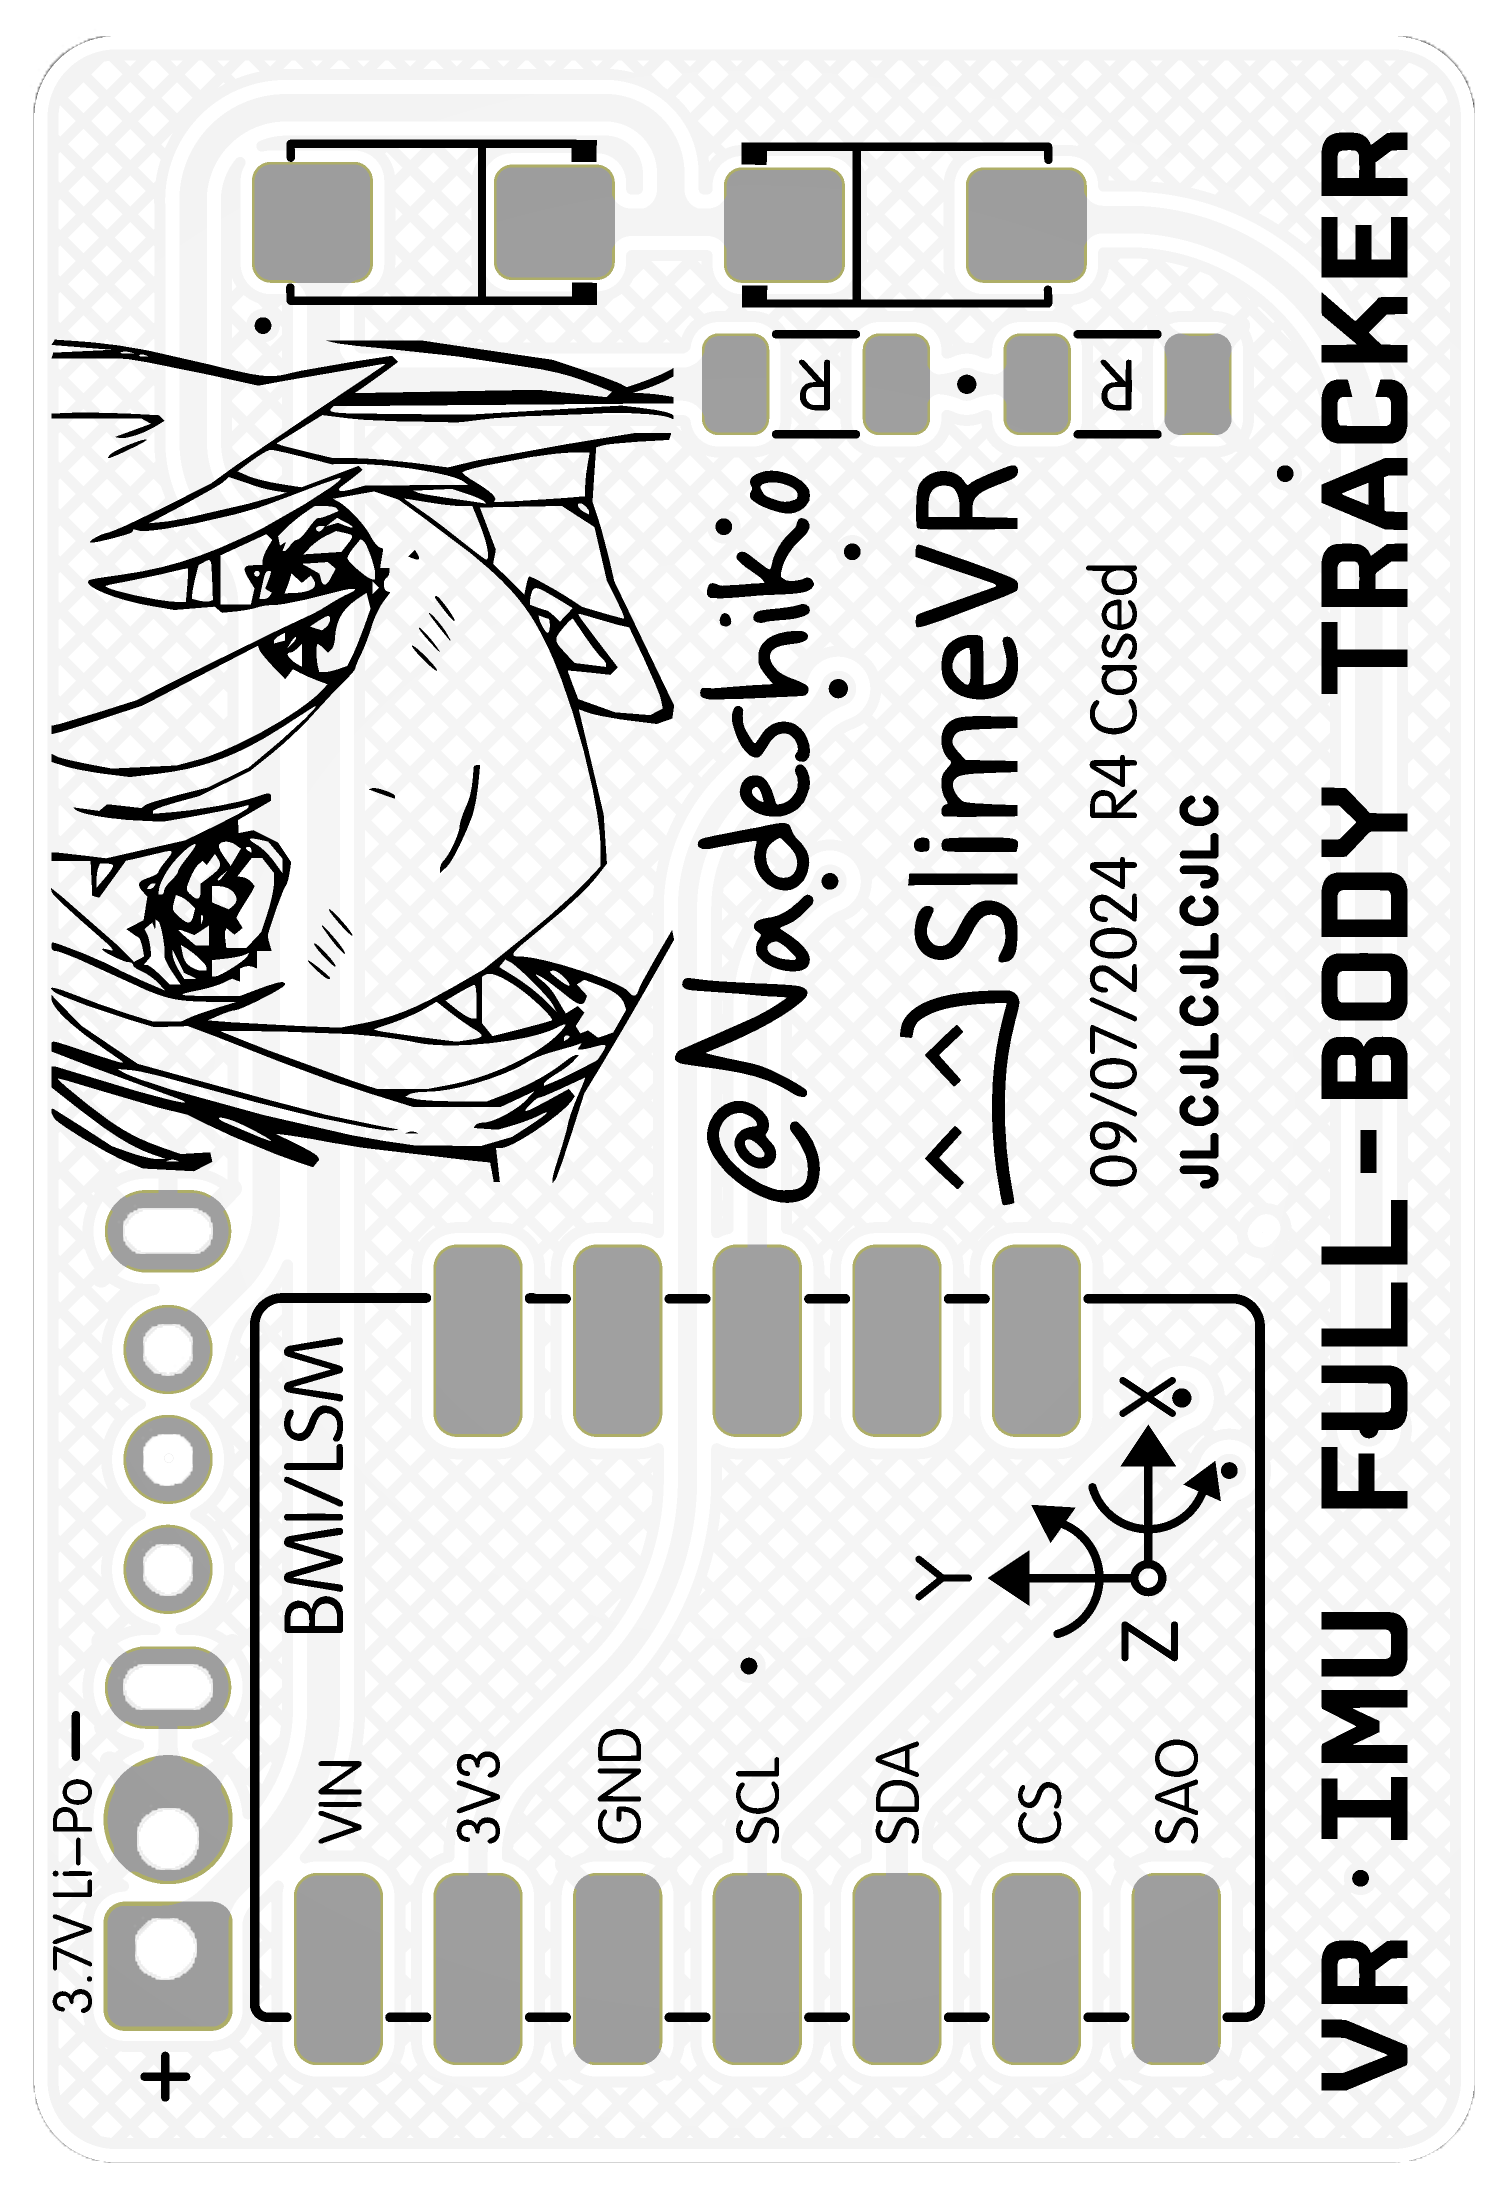 R
R
@Nadeshiko
SlimeVR
09/07/2024 R4 Cased
JLCJLCJLCJLC
VR · IMU FULL-BODY TRACKER
3.7V Li-Po −
+
BMI/LSM
VIN
3V3
GND
SCL
SDA
CS
SAO
X
Y
Z